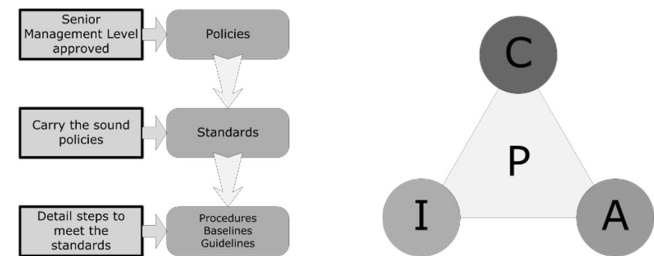 Senior
Management Level
approved
Policies
Carry the sound
policies
Standards
Detail steps to
meet the
standards
Procedures
Baselines
Guidelines
C
P
I
A